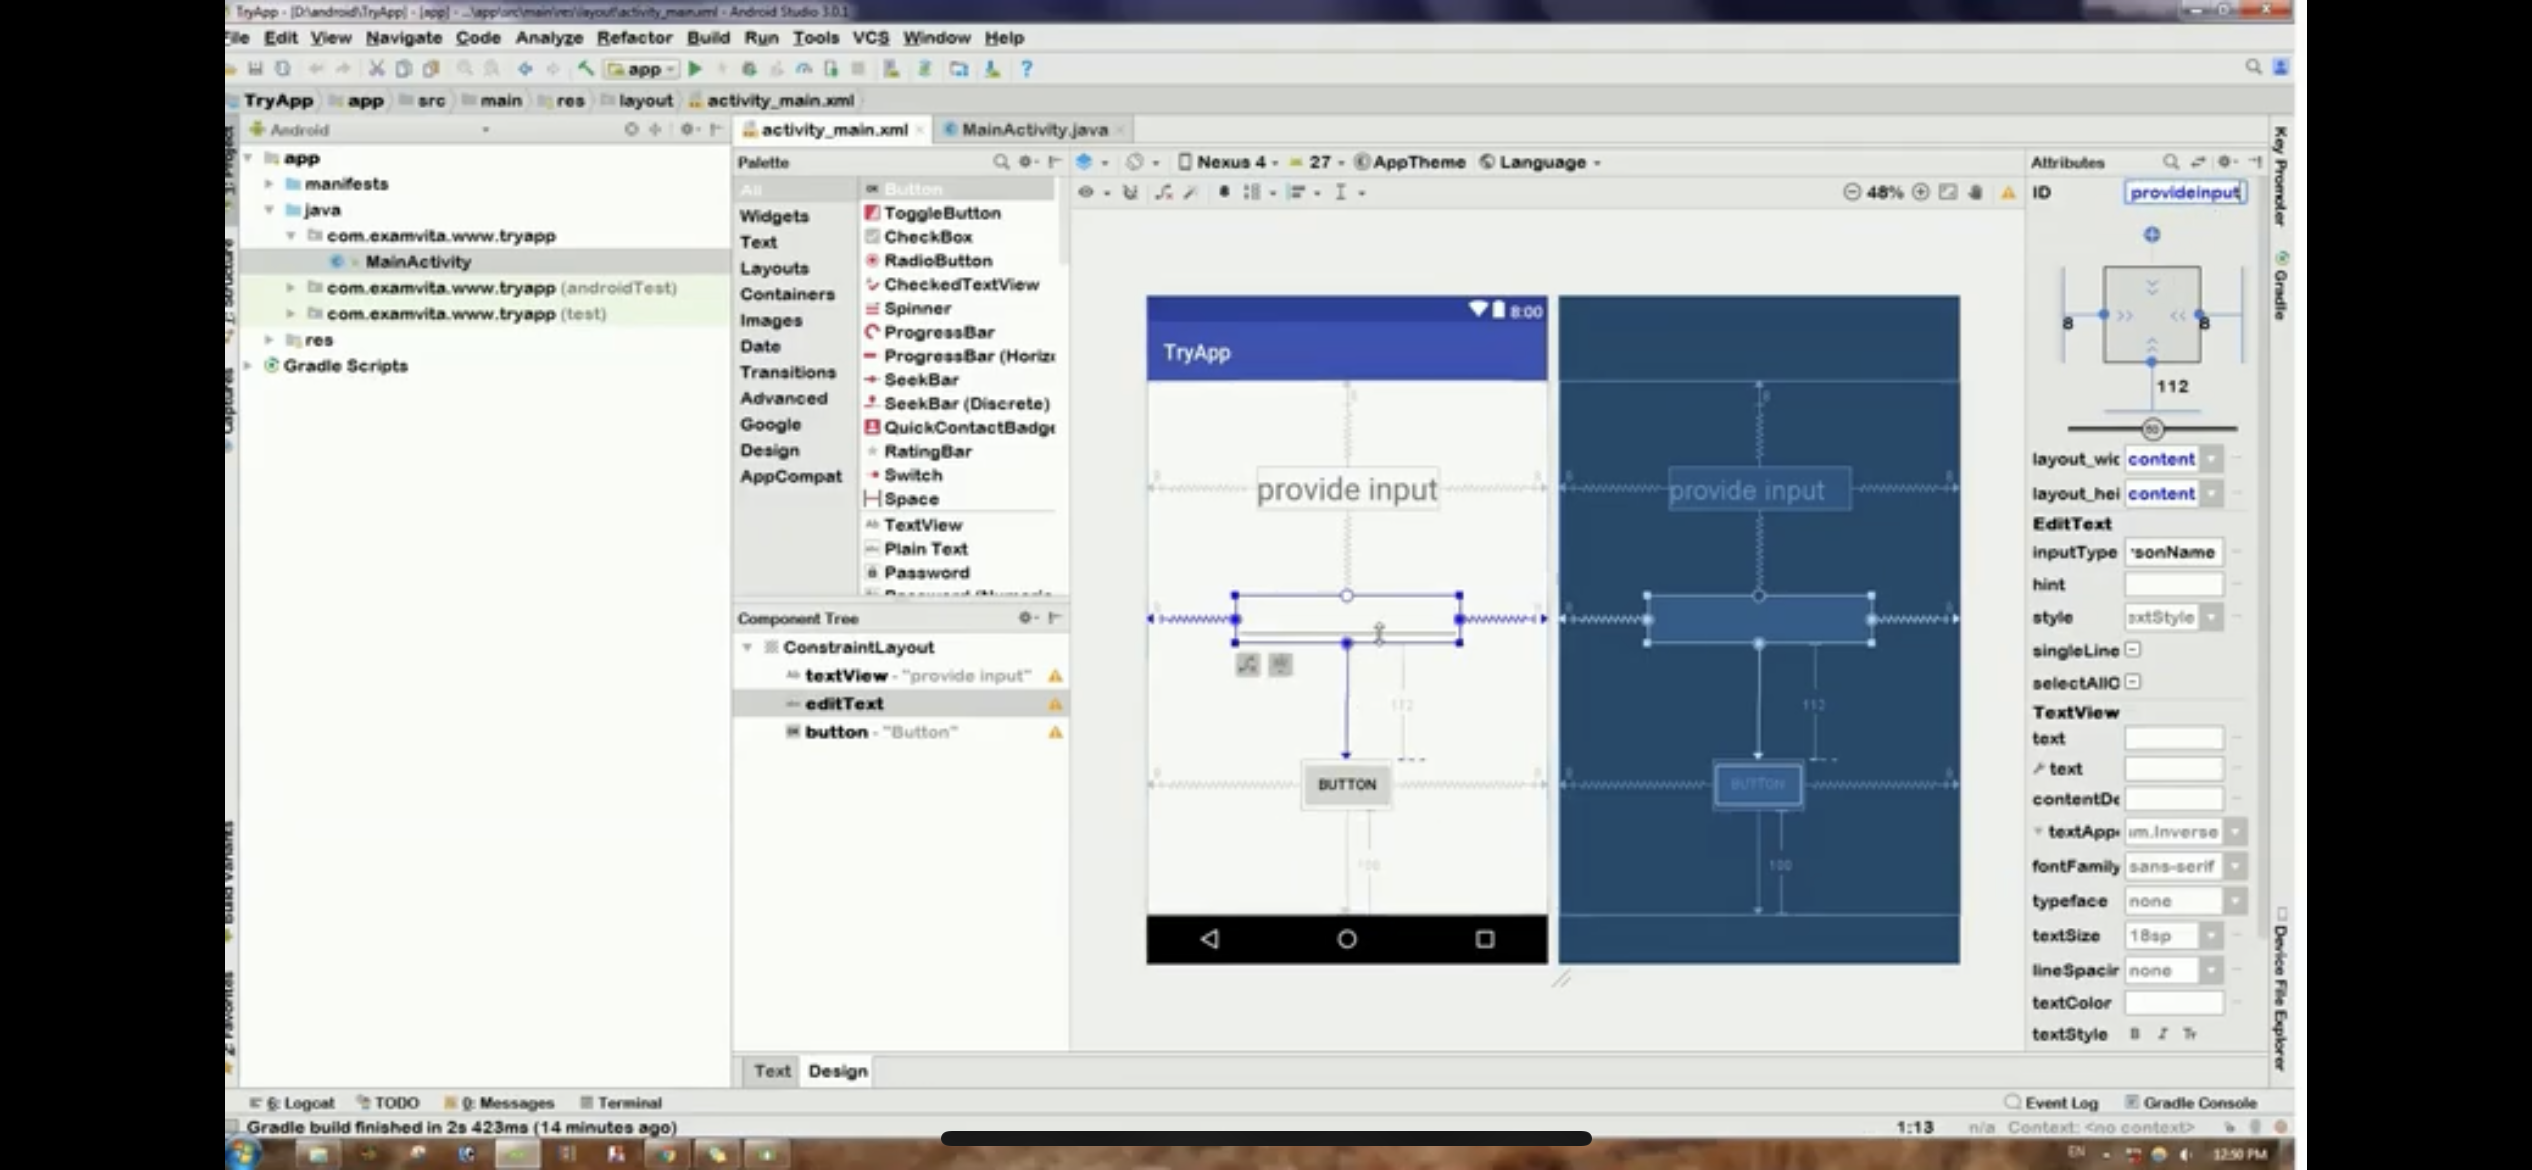 TryApp - [D:\android\TryApp] - [app] - ...\app\src\main\res\layout\activity_main.xml - Android Studio 3.0.1
File Edit View Navigate Code Analyze Refactor Build Run Tools VCS Window Help
app
TryApp app src main res layout activity_main.xml
Android
activity_main.xml MainActivity.java
app
manifests
java
com.examvita.www.tryapp
MainActivity
com.examvita.www.tryapp (androidTest)
com.examvita.www.tryapp (test)
res
Gradle Scripts
Palette
All
Widgets
Text
Layouts
Containers
Images
Date
Transitions
Advanced
Google
Design
AppCompat
Button
ToggleButton
CheckBox
RadioButton
CheckedTextView
Spinner
ProgressBar
ProgressBar (Horiz
SeekBar
SeekBar (Discrete)
QuickContactBadge
RatingBar
Switch
Space
Ab TextView
Plain Text
Password
Component Tree
ConstraintLayout
Ab textView - "provide input"
editText
OK button - "Button"
Text Design
Nexus 4 27 AppTheme Language
48%
8:00
TryApp
provide input
112
BUTTON
100
provide input
112
BUTTON
100
Attributes
ID provideinput
8 8
112
50
layout_wic content
layout_hei content
EditText
inputType sonName
hint
style extStyle
singleLine
selectAllC
TextView
text
text
contentDe
textApp um.Inverse
fontFamily sans-serif
typeface none
textSize 18sp
lineSpacir none
textColor
textStyle B I Tr
Key Promoter
Gradle
Device File Explorer
1: Project
7: Structure
Captures
Build Variants
2: Favorites
6: Logcat TODO 0: Messages Terminal
Event Log Gradle Console
Gradle build finished in 2s 423ms (14 minutes ago)
1:13 n/a Context: <no context>
EN 12:50 PM